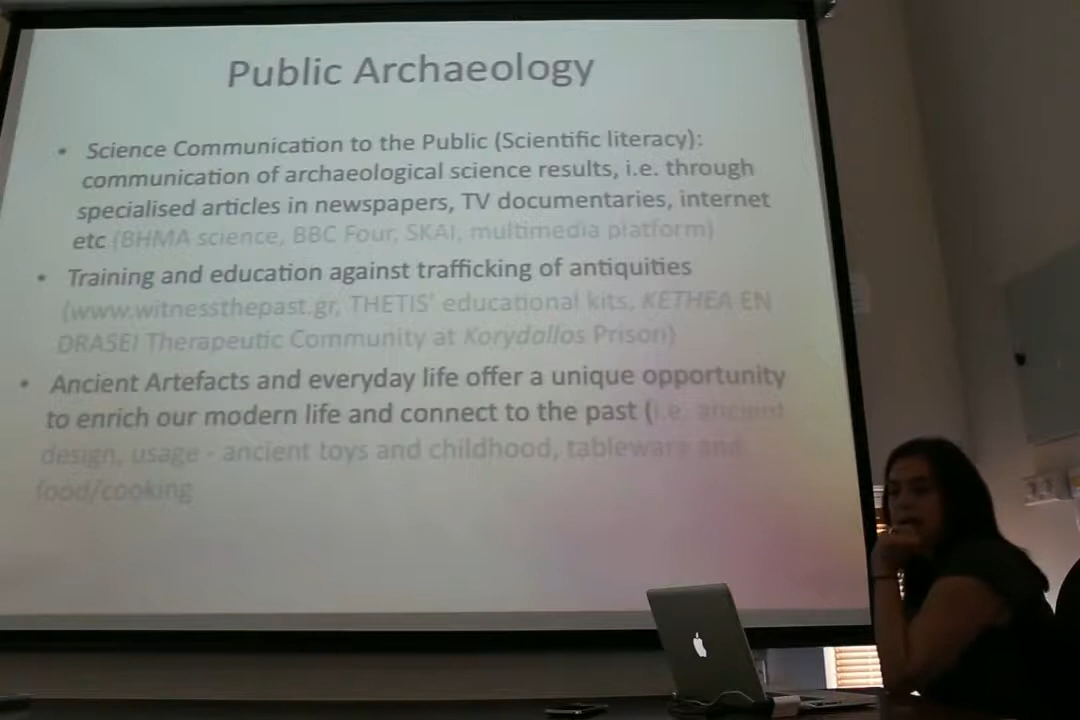 Public Archaeology
• Science Communication to the Public (Scientific literacy):
communication of archaeological science results, i.e. through
specialised articles in newspapers, TV documentaries, internet
etc (BHMA science, BBC Four, SKAI, multimedia platform)
• Training and education against trafficking of antiquities
(www.witnessthepast.gr, THETIS' educational kits, KETHEA EN
DRASEI Therapeutic Community at Korydallos Prison)
• Ancient Artefacts and everyday life offer a unique opportunity
to enrich our modern life and connect to the past (i.e. ancient
design, usage - ancient toys and childhood, tableware and
food/cooking